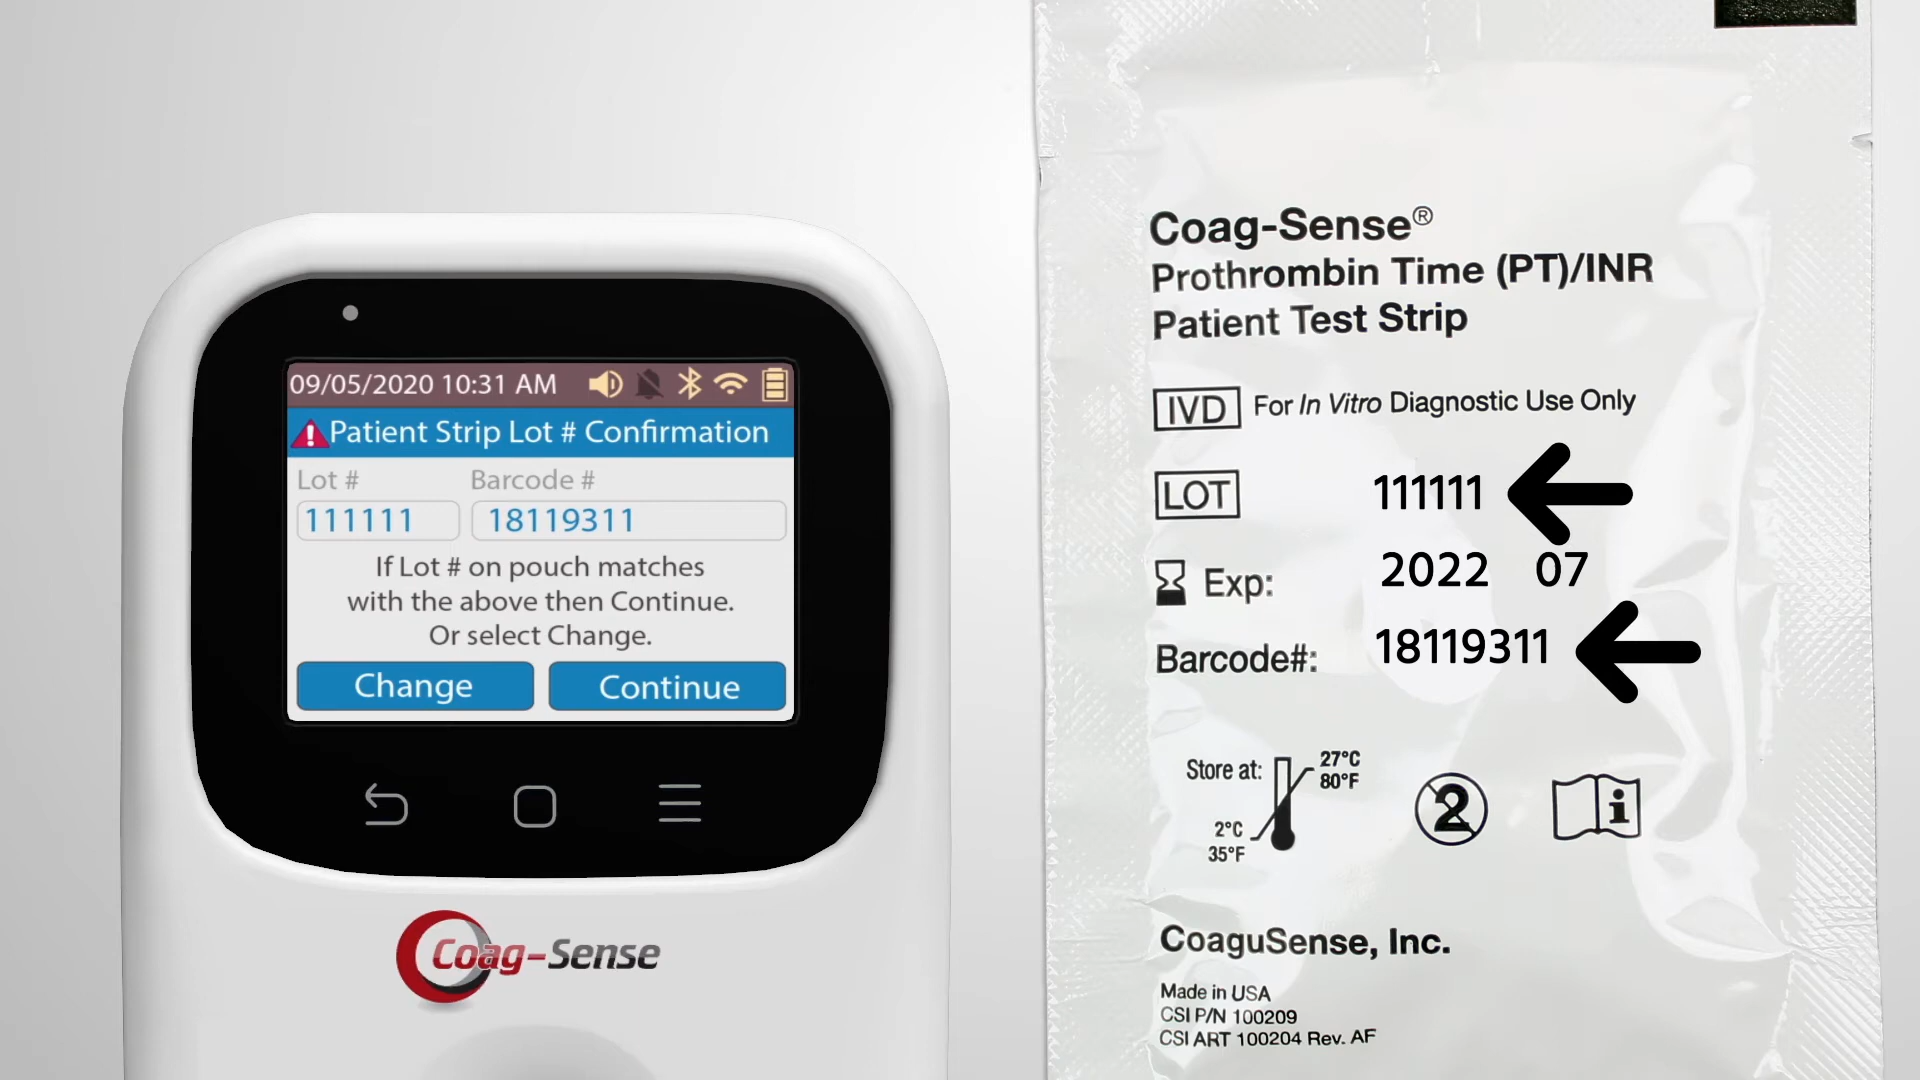 09/05/2020 10:31 AM
Patient Strip Lot # Confirmation
Lot # Barcode #
111111 18119311
If Lot # on pouch matches
with the above then Continue.
Or select Change.
Change Continue
Coag-Sense
Coag-Sense®
Prothrombin Time (PT)/INR
Patient Test Strip
IVD For In Vitro Diagnostic Use Only
LOT 111111
Exp: 2022 07
Barcode#: 18119311
Store at: 27°C
80°F
2°C
35°F
2
i
CoaguSense, Inc.
Made in USA
CSI P/N 100209
CSI ART 100204 Rev. AF